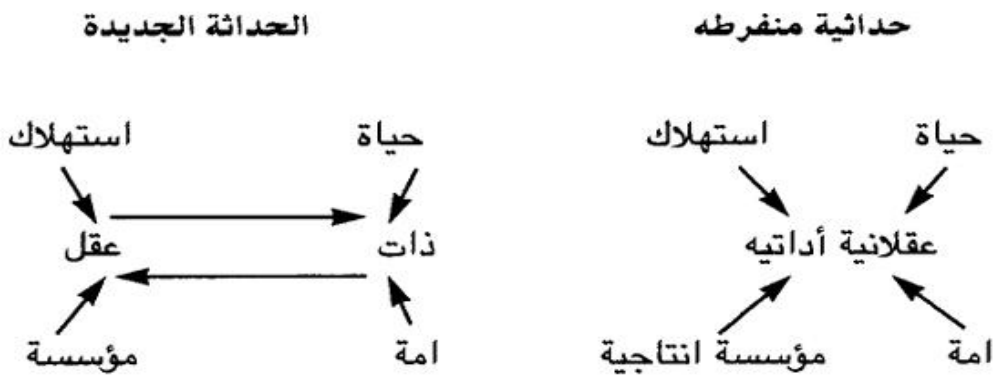 حداثية منفرطه
الحداثة الجديدة
حياة
استهلاك
حياة
استهلاك
عقلانية أداتيه
ذات
عقل
امة
مؤسسة انتاجية
امة
مؤسسة